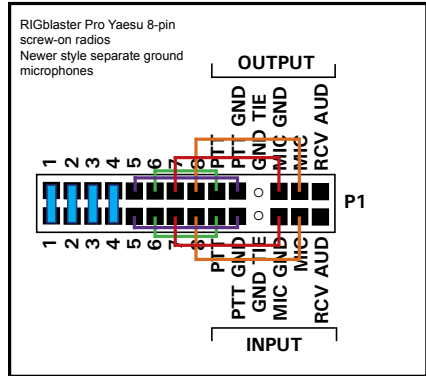 RIGblaster Pro Yaesu 8-pin
screw-on radios
Newer style separate ground
microphones
OUTPUT
1
2
3
4
5
6
7
8
PTT
PTT GND
GND TIE
MIC GND
MIC
RCV AUD
P1
1
2
3
4
5
6
7
8
PTT
PTT GND
GND TIE
MIC GND
MIC
RCV AUD
INPUT